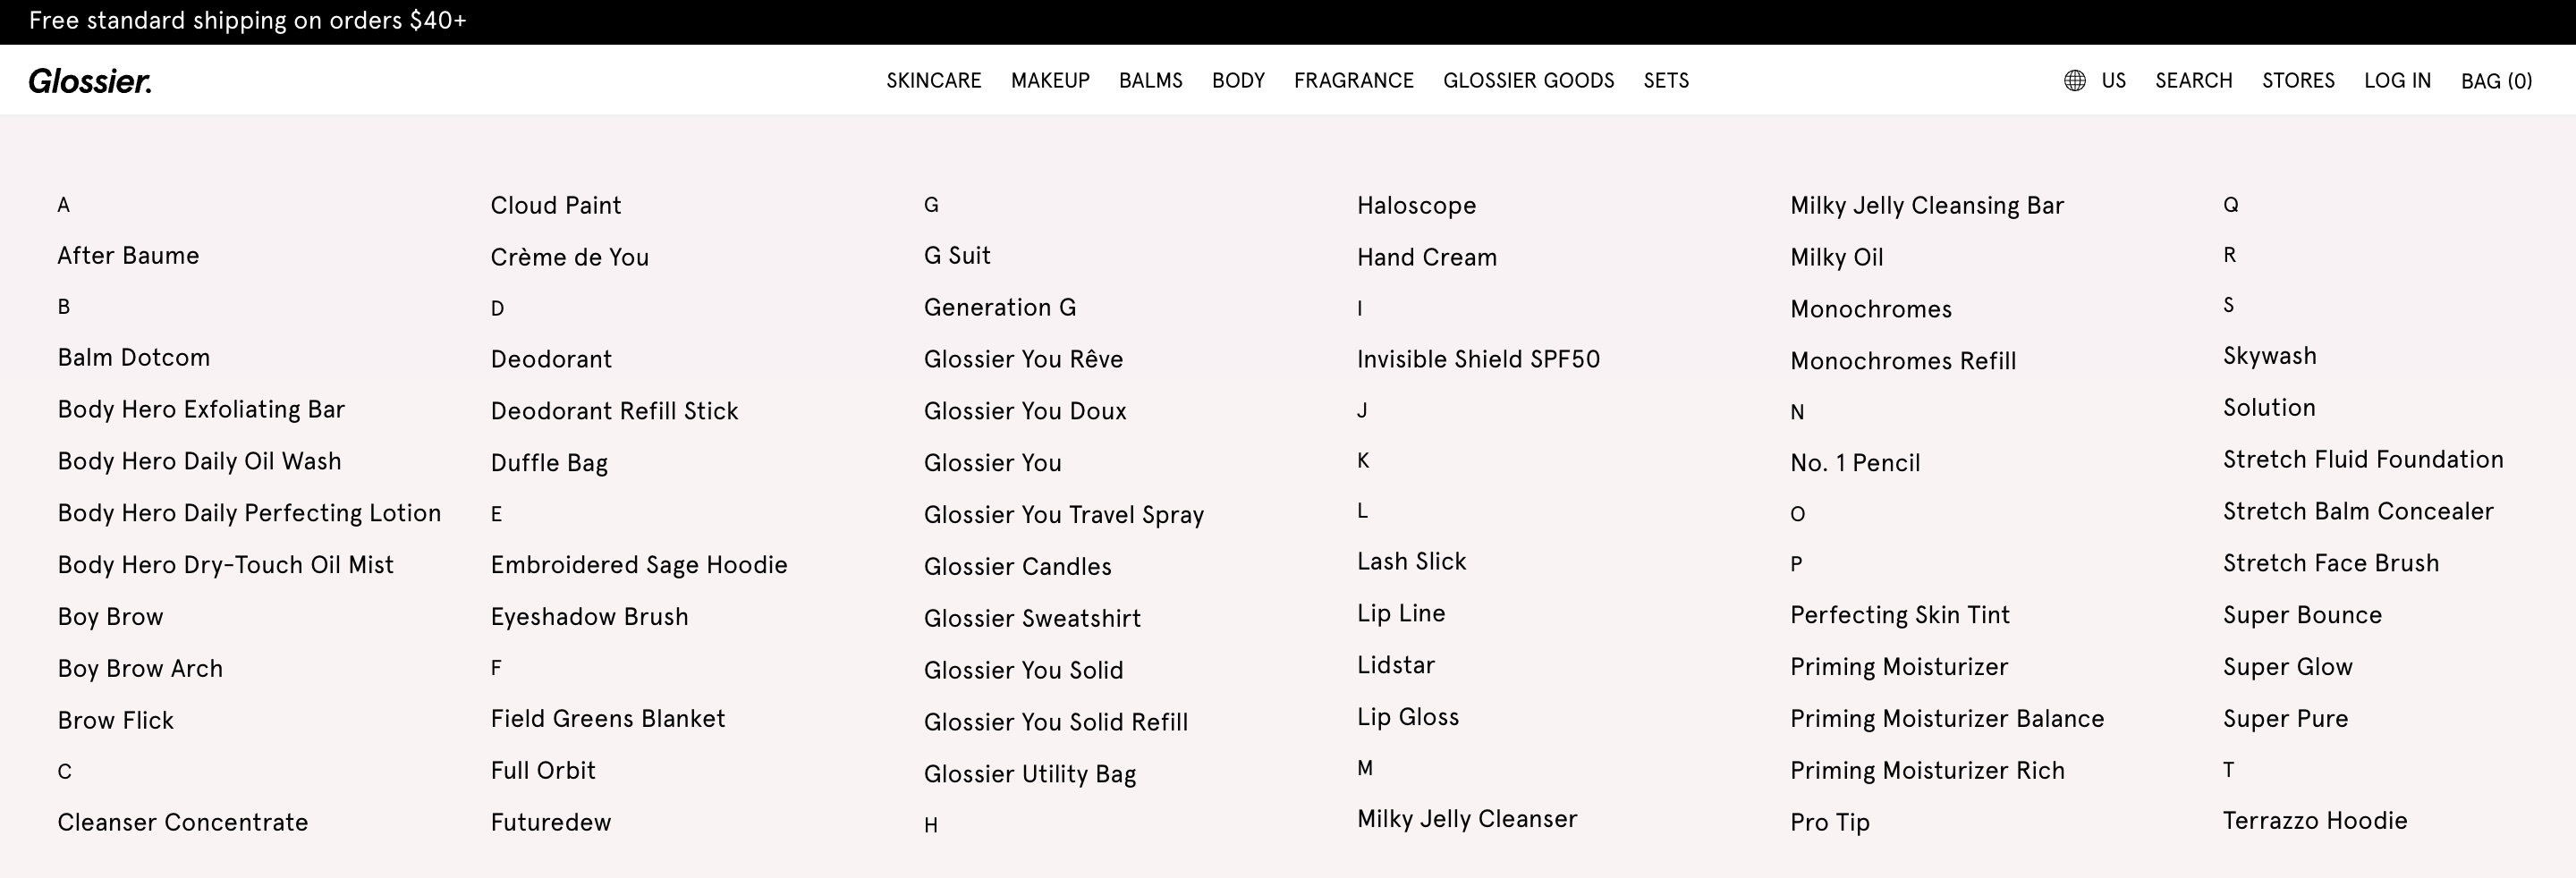 Free standard shipping on orders $40+
Glossier.
SKINCARE MAKEUP BALMS BODY FRAGRANCE GLOSSIER GOODS SETS
US SEARCH STORES LOG IN BAG (0)
A
After Baume
B
Balm Dotcom
Body Hero Exfoliating Bar
Body Hero Daily Oil Wash
Body Hero Daily Perfecting Lotion
Body Hero Dry-Touch Oil Mist
Boy Brow
Boy Brow Arch
Brow Flick
C
Cleanser Concentrate
Cloud Paint
Crème de You
D
Deodorant
Deodorant Refill Stick
Duffle Bag
E
Embroidered Sage Hoodie
Eyeshadow Brush
F
Field Greens Blanket
Full Orbit
Futuredew
G
G Suit
Generation G
Glossier You Rêve
Glossier You Doux
Glossier You
Glossier You Travel Spray
Glossier Candles
Glossier Sweatshirt
Glossier You Solid
Glossier You Solid Refill
Glossier Utility Bag
H
Haloscope
Hand Cream
I
Invisible Shield SPF50
J
K
L
Lash Slick
Lip Line
Lidstar
Lip Gloss
M
Milky Jelly Cleanser
Milky Jelly Cleansing Bar
Milky Oil
Monochromes
Monochromes Refill
N
No. 1 Pencil
O
P
Perfecting Skin Tint
Priming Moisturizer
Priming Moisturizer Balance
Priming Moisturizer Rich
Pro Tip
Q
R
S
Skywash
Solution
Stretch Fluid Foundation
Stretch Balm Concealer
Stretch Face Brush
Super Bounce
Super Glow
Super Pure
T
Terrazzo Hoodie